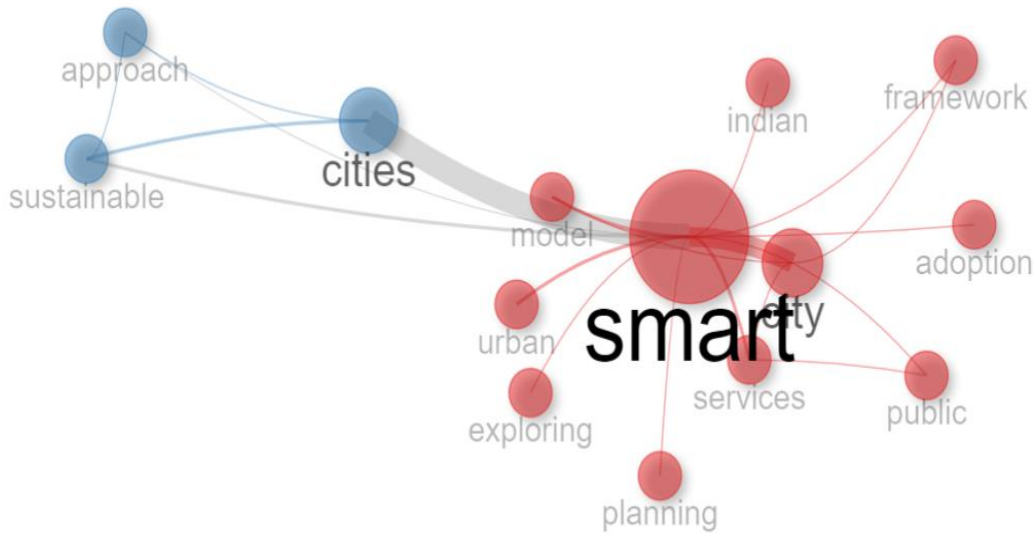 approach
framework
indian
cities
sustainable
model
adoption
smart
city
urban
services
public
exploring
planning